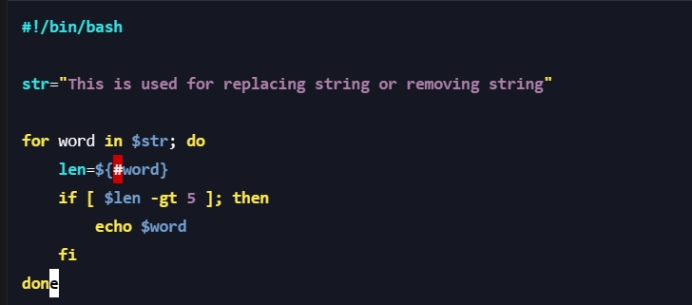 #!/bin/bash
str="This is used for replacing string or removing string"
for word in $str; do
    len=${#word}
    if [ $len -gt 5 ]; then
        echo $word
    fi
done